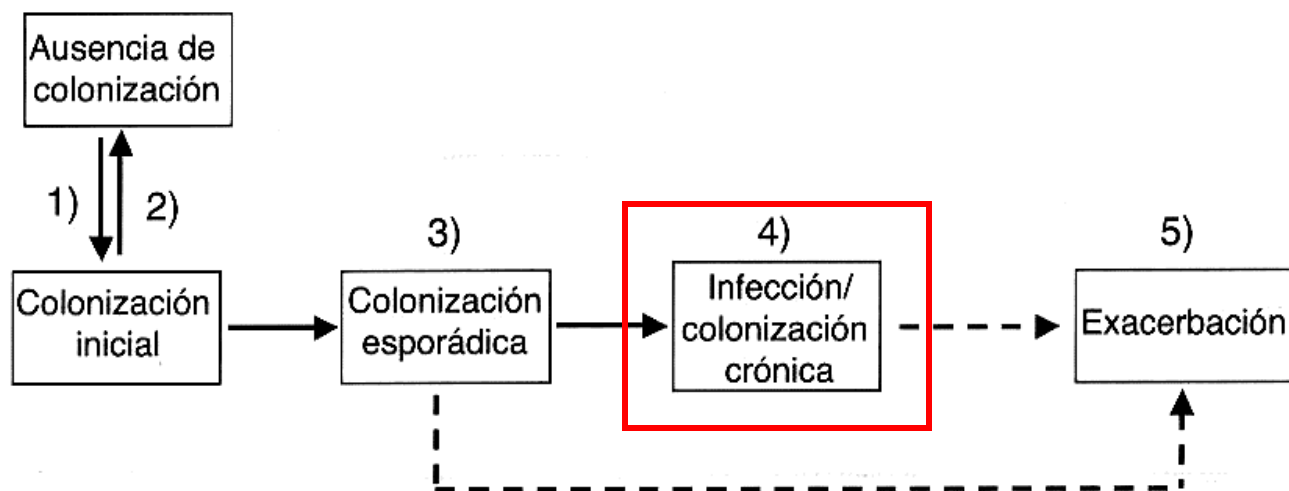 Ausencia de
colonización
1)
2)
3)
4)
5)
Colonización
inicial
Colonización
esporádica
Infección/
colonización
crónica
Exacerbación